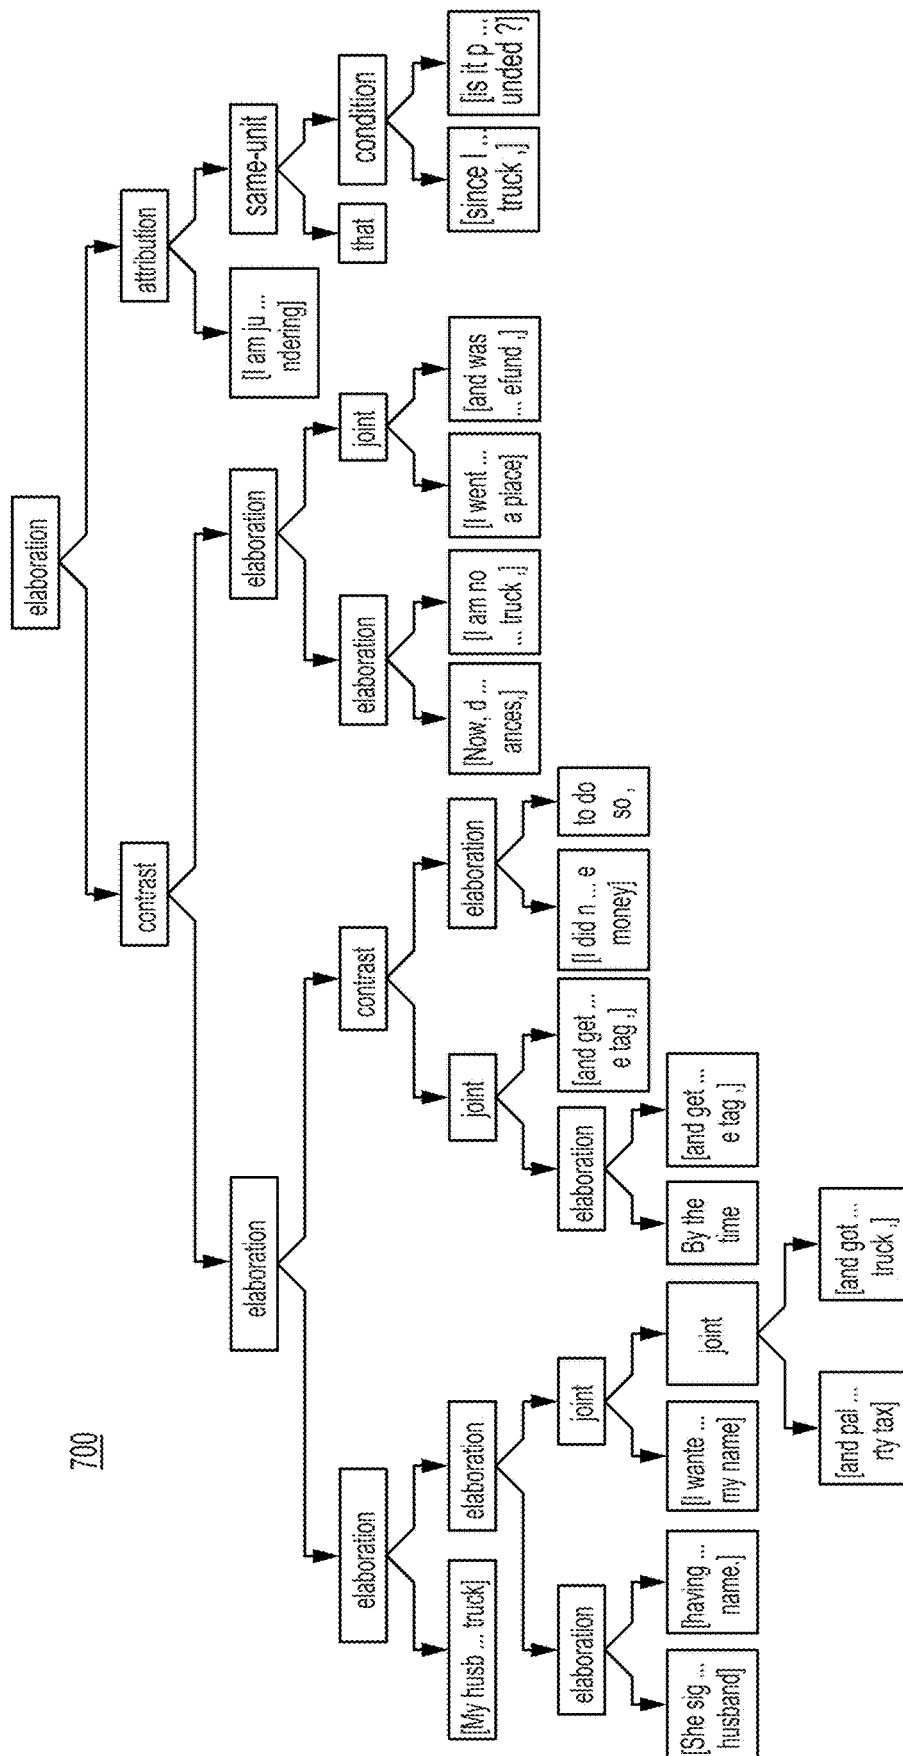 700
elaboration
contrast
attribution
elaboration
elaboration
[I am ju ...
ndering]
same-unit
elaboration
contrast
elaboration
joint
that
condition
[My husb ... truck]
elaboration
joint
elaboration
[Now, d ...
ances,]
[I am no
... truck ,]
[I went ...
a place]
[and was
... efund ,]
[since I ...
truck ,]
[is it p ...
unded ?]
elaboration
joint
elaboration
[and get ...
e tag ,]
[I did n ... e
money]
to do
so ,
[She sig ...
husband]
[having ...
name.]
[I wante ...
my name]
joint
By the
time
[and get ...
e tag ,]
[and pal ...
rty tax]
[and got ...
truck ,]